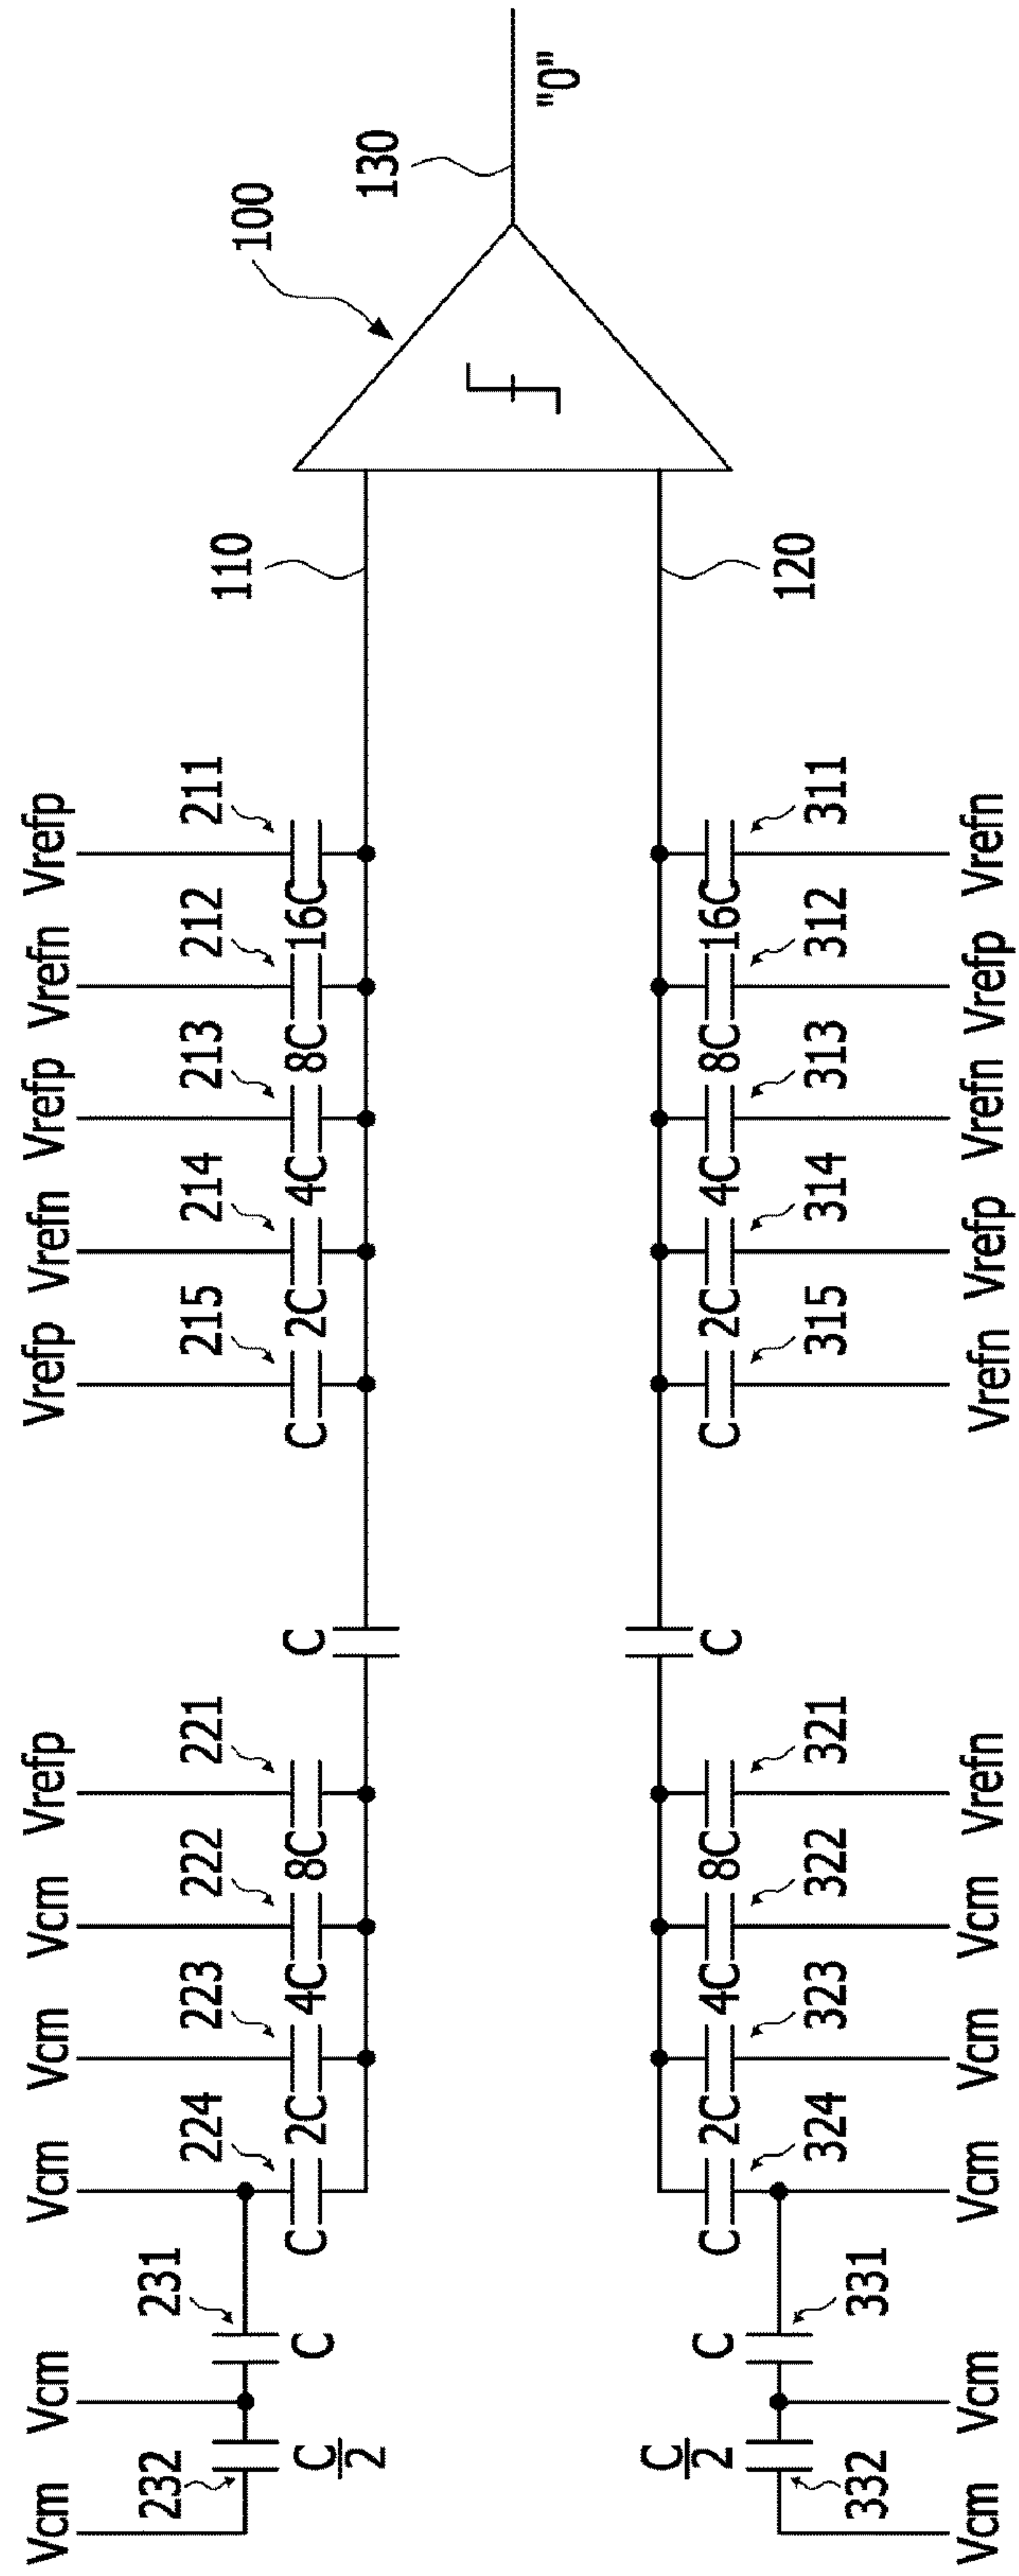 Vcm Vcm Vcm Vcm Vcm Vrefp Vrefp Vrefn Vrefp Vrefn Vrefp
232 231
224 223 222 221 215 214 213 212 211
110 100
C/2 C
C 2C 4C 8C C C 2C 4C 8C 16C
130
"0"
C/2 C
C 2C 4C 8C C C 2C 4C 8C 16C
120
324 323 322 321 315 314 313 312 311
332 331
Vcm Vcm Vcm Vcm Vcm Vrefn Vrefn Vrefp Vrefn Vrefp Vrefn